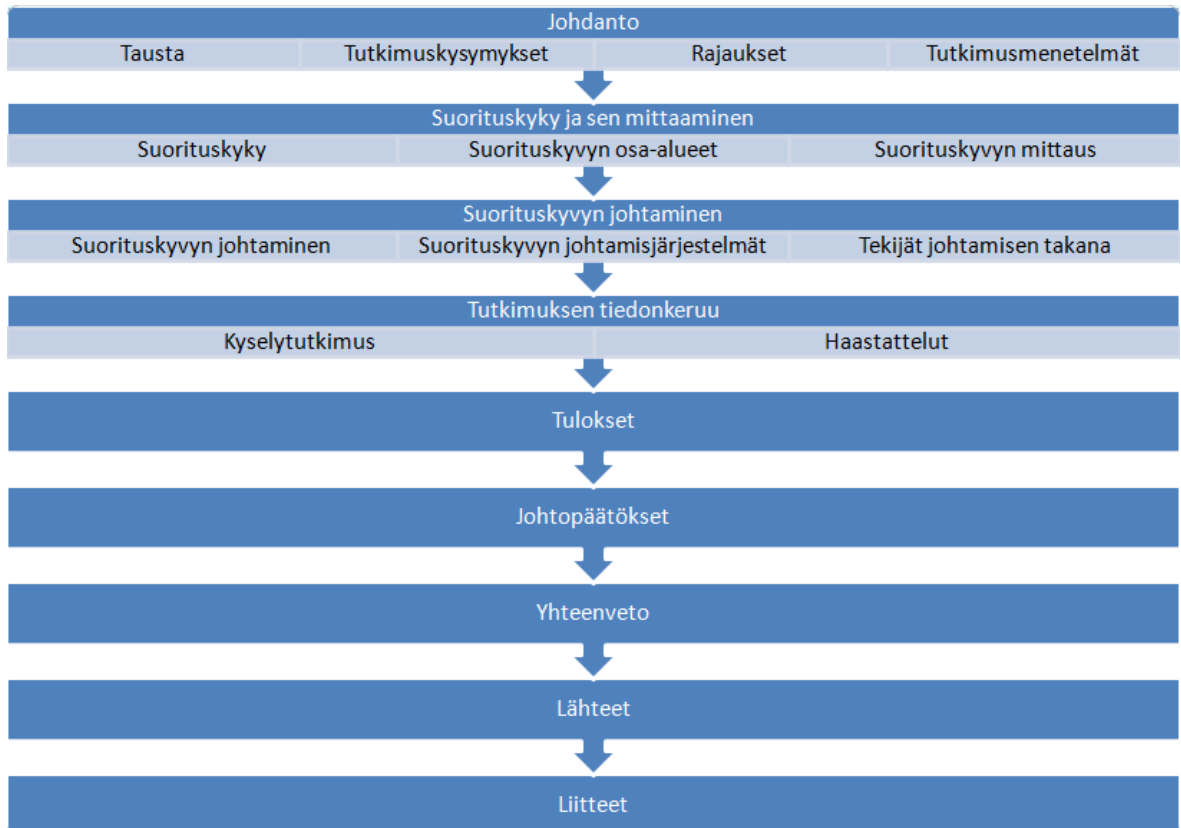 Johdanto
Tausta Tutkimuskysymykset Rajaukset Tutkimusmenetelmät
Suorituskyky ja sen mittaaminen
Suorituskyky Suorituskyvyn osa-alueet Suorituskyvyn mittaus
Suorituskyvyn johtaminen
Suorituskyvyn johtaminen Suorituskyvyn johtamisjärjestelmät Tekijät johtamisen takana
Tutkimuksen tiedonkeruu
Kyselytutkimus Haastattelut
Tulokset
Johtopäätökset
Yhteenveto
Lähteet
Liitteet